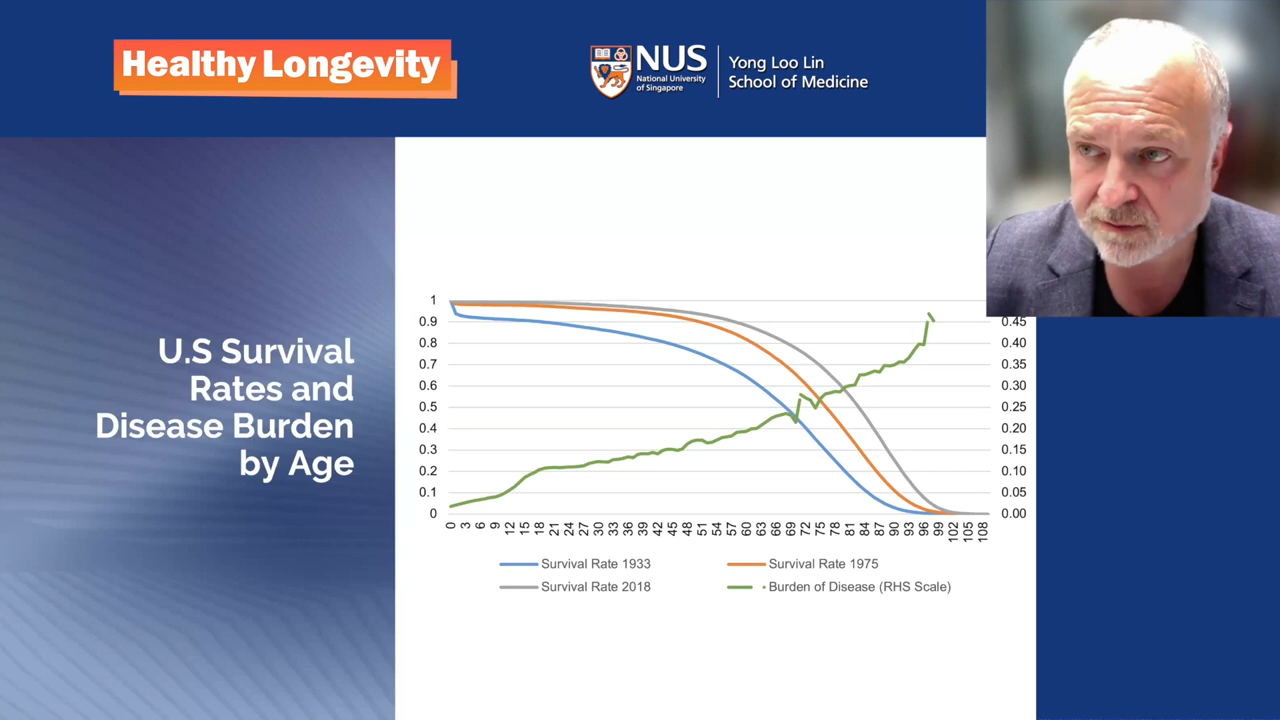 Healthy Longevity
NUS
National University
of Singapore
Yong Loo Lin
School of Medicine
U.S Survival
Rates and
Disease Burden
by Age
1
0.9
0.8
0.7
0.6
0.5
0.4
0.3
0.2
0.1
0
0.45
0.40
0.35
0.30
0.25
0.20
0.15
0.10
0.05
0.00
0 3 6 9 12 15 18 21 24 27 30 33 36 39 42 45 48 51 54 57 60 63 66 69 72 75 78 81 84 87 90 93 96 99 102 105 108
Survival Rate 1933
Survival Rate 1975
Survival Rate 2018
Burden of Disease (RHS Scale)